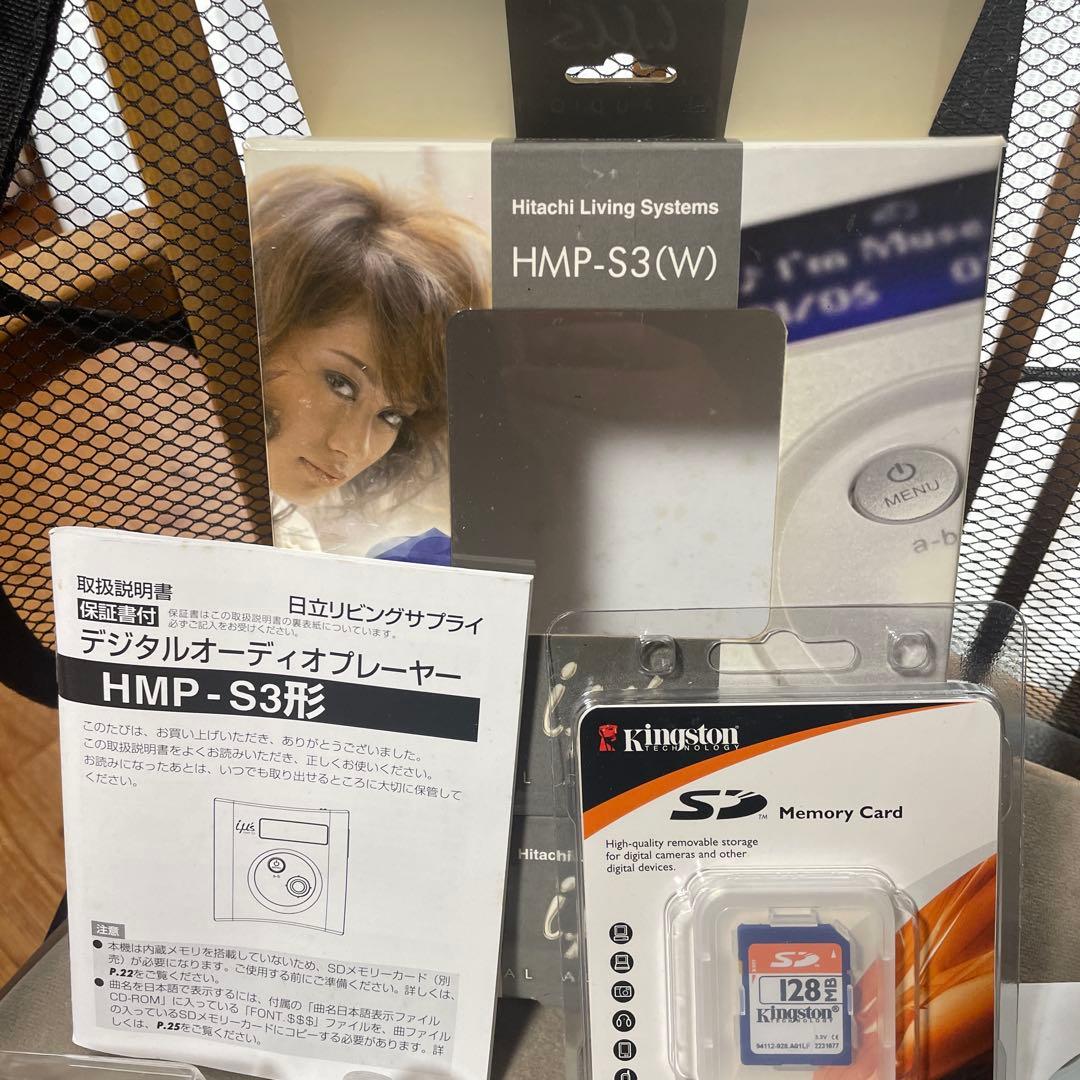 Hitachi Living Systems
HMP-S3(W)
I'm Muse
1/05
MENU
a-b
取扱説明書
日立リビングサプライ
保証書付
保証書はこの取扱説明書の裏表紙についています。
必ずご記入をお受けください。
デジタルオーディオプレーヤー
HMP-S3形
このたびは、お買い上げいただき、ありがとうございました。
この取扱説明書をよくお読みいただき、正しくお使いください。
お読みになったあとは、いつでも取り出せるところに大切に保管して
ください。
iμ's
注意
● 本機は内蔵メモリを搭載していないため、SDメモリーカード（別
売）が必要になります。ご使用する前にご準備ください。詳しくは、
P.22をご覧ください。
● 曲名を日本語で表示するには、付属の「曲名日本語表示ファイル
CD-ROM」に入っている「FONT.$$$」ファイルを、曲ファイル
の入っているSDメモリーカードにコピーする必要があります。詳
しくは、P.25をご覧ください。
Hitachi
Kingston
TECHNOLOGY
SD™ Memory Card
High-quality removable storage
for digital cameras and other
digital devices.
SD
128MB
Kingston
TECHNOLOGY
3.3V CE
94112-928.A01LF 2231677